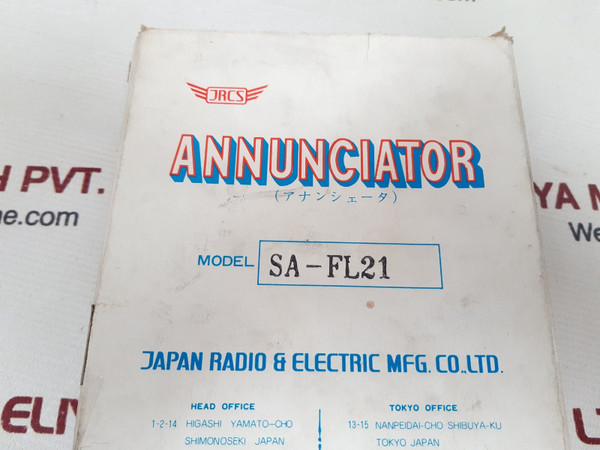 JRCS
ANNUNCIATOR
(アナンシェータ)
MODEL SA-FL21
JAPAN RADIO & ELECTRIC MFG. CO.,LTD.
HEAD OFFICE
1-2-14 HIGASHI YAMATO-CHO
SHIMONOSEKI JAPAN
TOKYO OFFICE
13-15 NANPEIDAI-CHO SHIBUYA-KU
TOKYO JAPAN
H PVT.
ne.com
YA M
We
ELIV